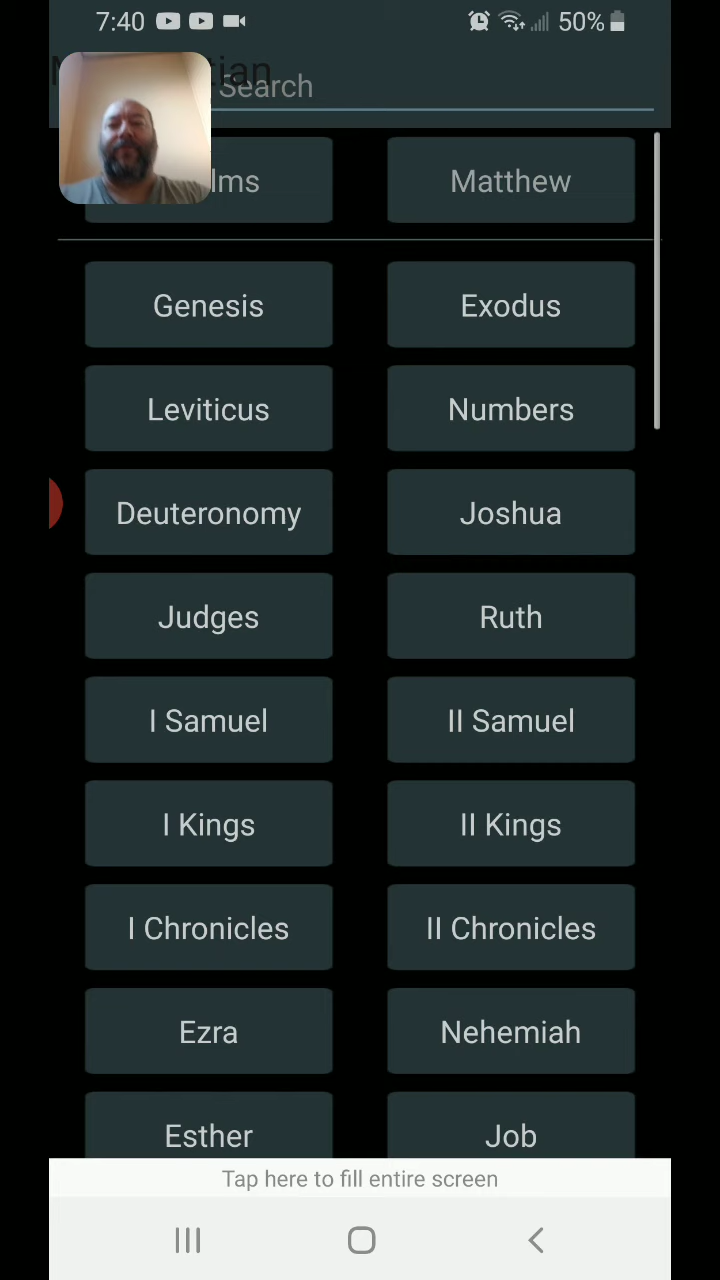 7:40 50%
tian
Search
lms Matthew
Genesis Exodus
Leviticus Numbers
Deuteronomy Joshua
Judges Ruth
I Samuel II Samuel
I Kings II Kings
I Chronicles II Chronicles
Ezra Nehemiah
Esther Job
Tap here to fill entire screen